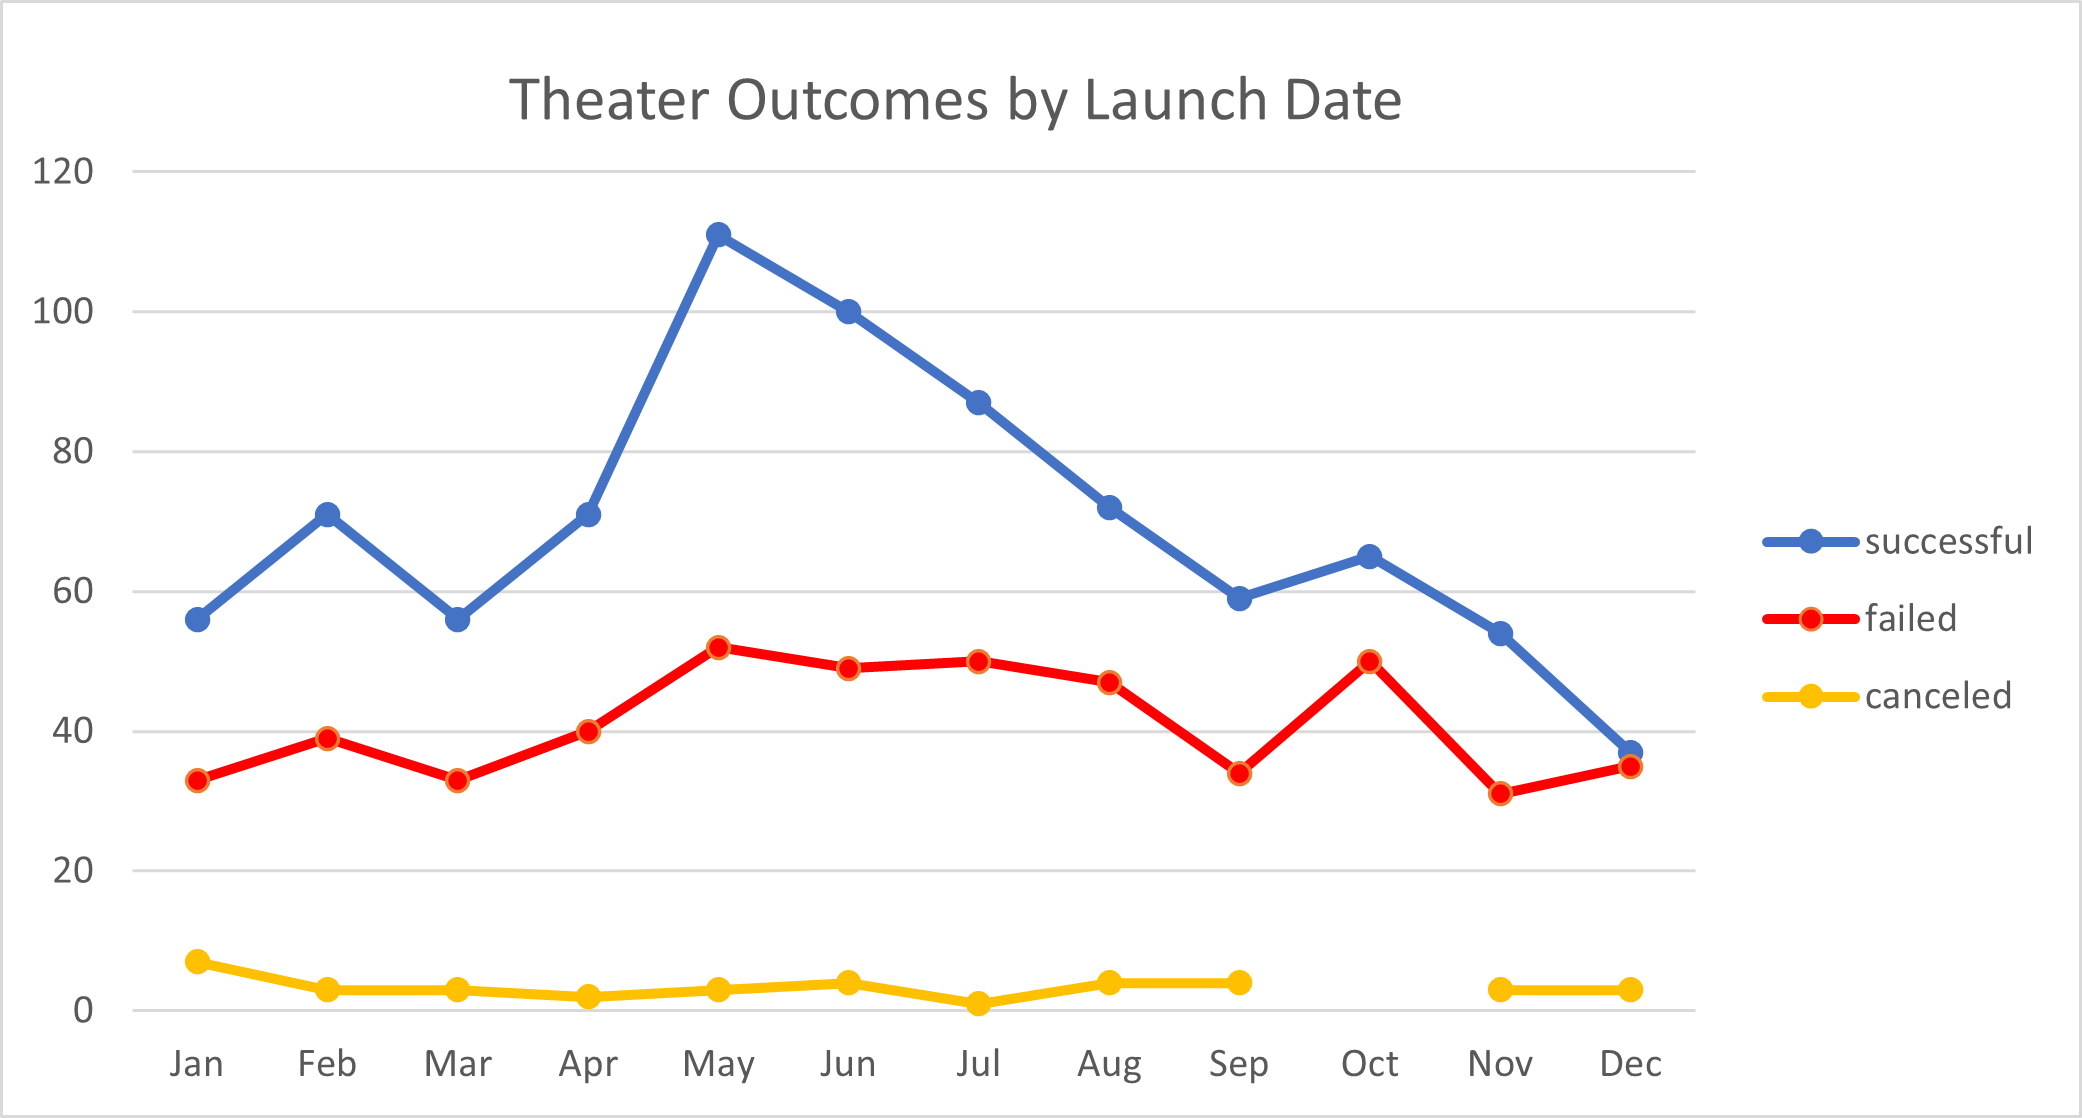 Theater Outcomes by Launch Date
120
100
80
60
40
20
0
Jan Feb Mar Apr May Jun Jul Aug Sep Oct Nov Dec
successful
failed
canceled